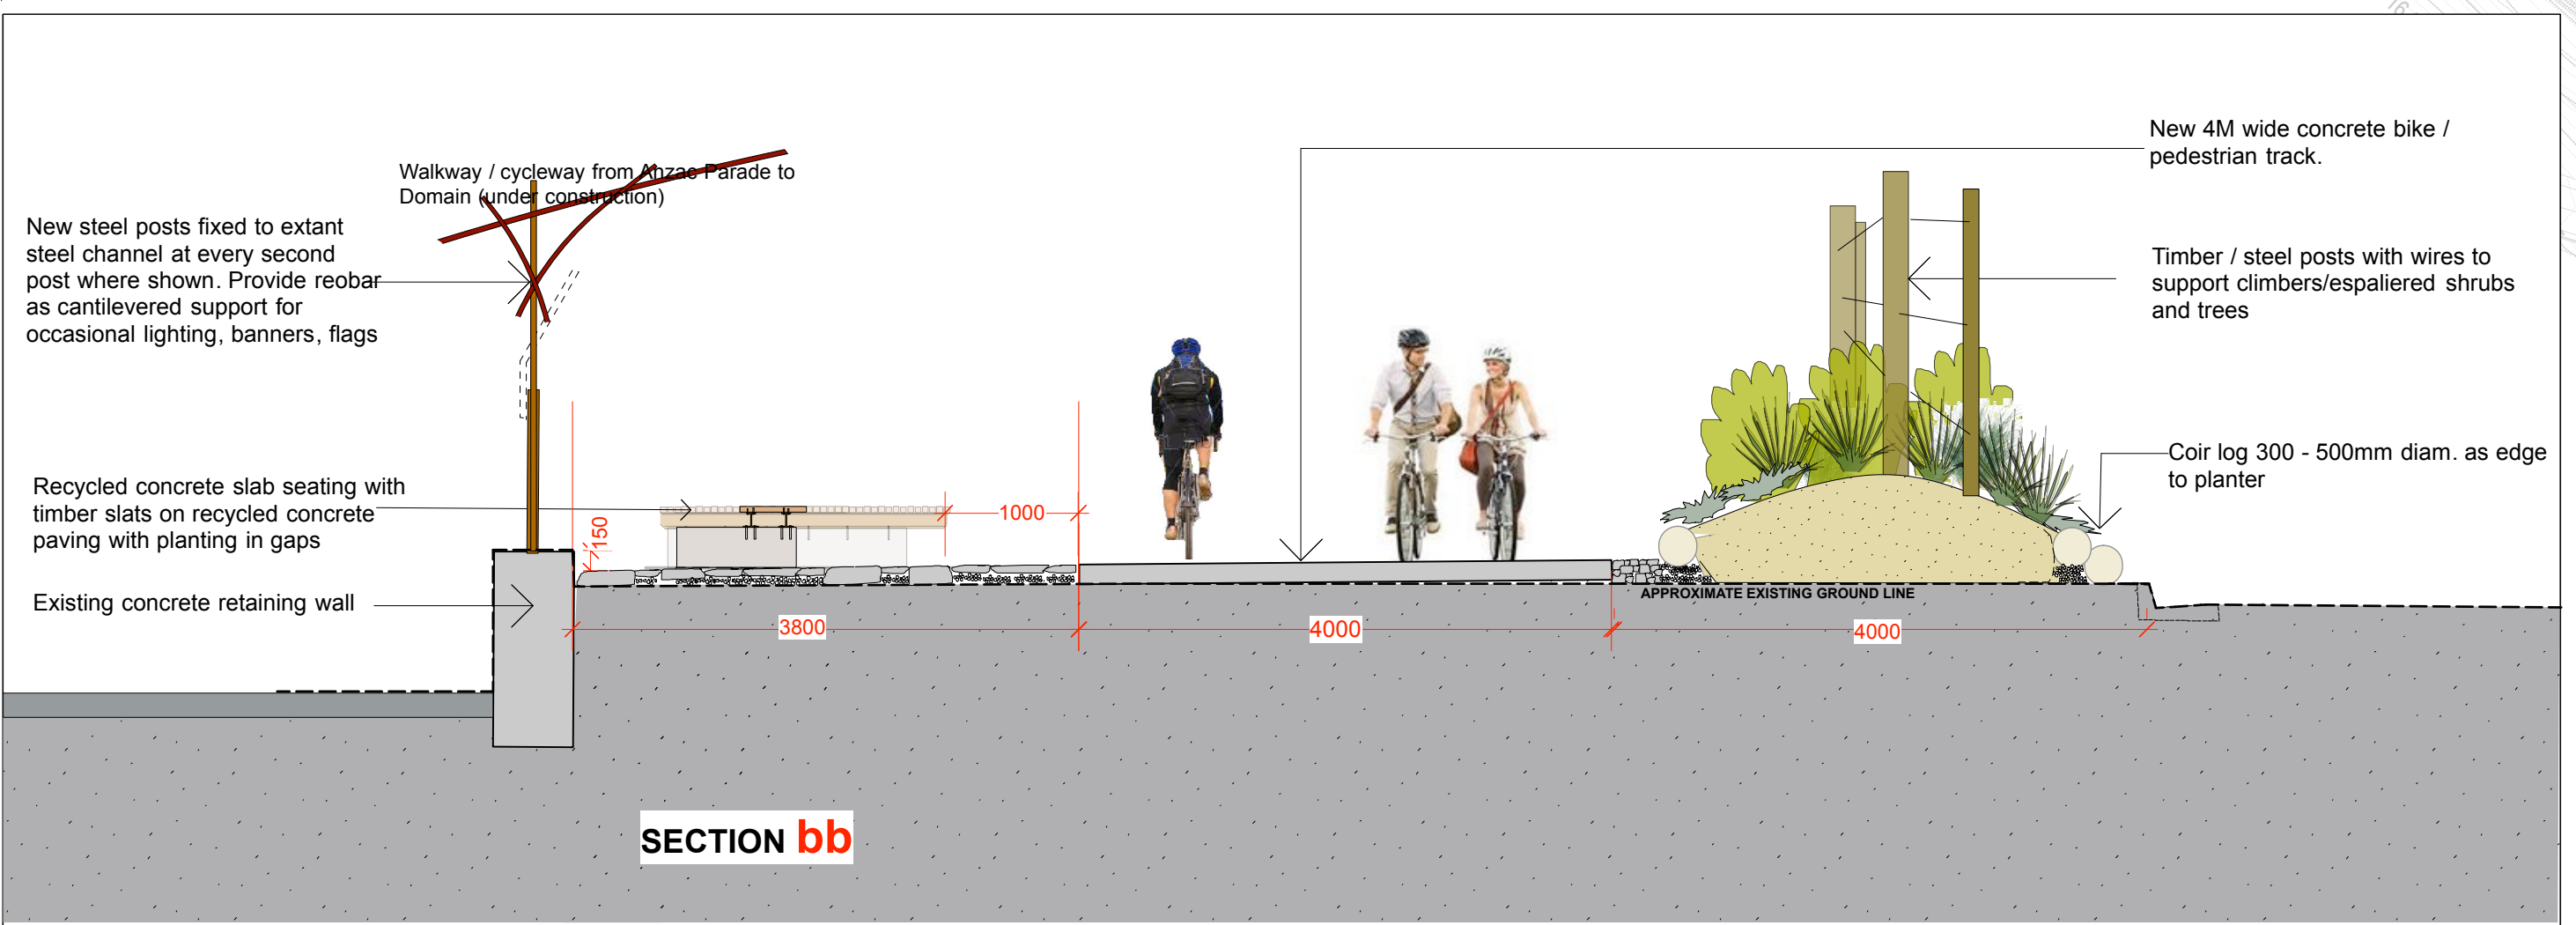 Walkway / cycleway from Anzac Parade to
Domain (under construction)
New steel posts fixed to extant
steel channel at every second
post where shown. Provide reobar
as cantilevered support for
occasional lighting, banners, flags
Recycled concrete slab seating with
timber slats on recycled concrete
paving with planting in gaps
Existing concrete retaining wall
New 4M wide concrete bike /
pedestrian track.
Timber / steel posts with wires to
support climbers/espaliered shrubs
and trees
Coir log 300 - 500mm diam. as edge
to planter
150
1000
APPROXIMATE EXISTING GROUND LINE
3800
4000
4000
SECTION bb